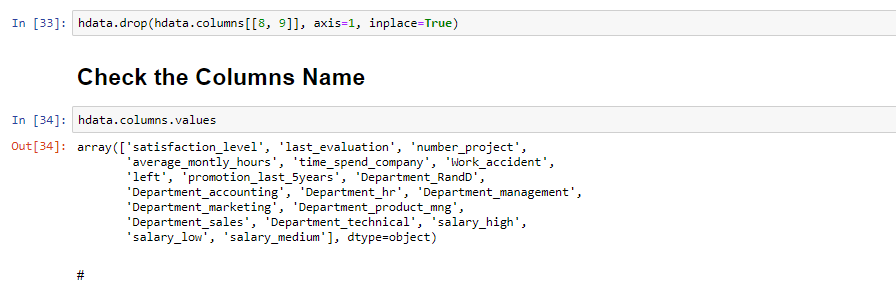 In [33]: hdata.drop(hdata.columns[[8, 9]], axis=1, inplace=True)
Check the Columns Name
In [34]: hdata.columns.values
Out[34]: array(['satisfaction_level', 'last_evaluation', 'number_project',
'average_montly_hours', 'time_spend_company', 'Work_accident',
'left', 'promotion_last_5years', 'Department_RandD',
'Department_accounting', 'Department_hr', 'Department_management',
'Department_marketing', 'Department_product_mng',
'Department_sales', 'Department_technical', 'salary_high',
'salary_low', 'salary_medium'], dtype=object)
#